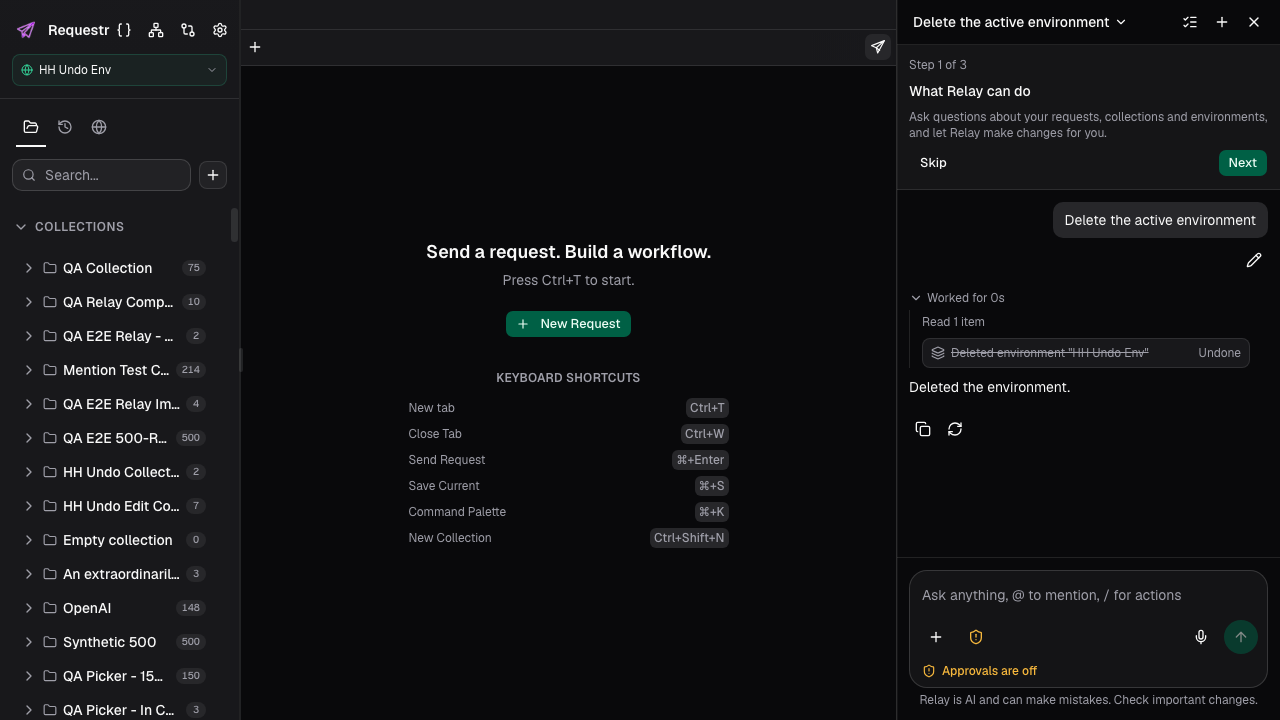 Requestr
HH Undo Env
Search...
COLLECTIONS
QA Collection 75
QA Relay Comp... 10
QA E2E Relay - ... 2
Mention Test C... 214
QA E2E Relay Im... 4
QA E2E 500-R... 500
HH Undo Collect... 2
HH Undo Edit Co... 7
Empty collection 0
An extraordinaril... 3
OpenAI 148
Synthetic 500 500
QA Picker - 15... 150
QA Picker - In C... 3
Send a request. Build a workflow.
Press Ctrl+T to start.
New Request
KEYBOARD SHORTCUTS
New tab Ctrl+T
Close Tab Ctrl+W
Send Request ⌘+Enter
Save Current ⌘+S
Command Palette ⌘+K
New Collection Ctrl+Shift+N
Delete the active environment
Step 1 of 3
What Relay can do
Ask questions about your requests, collections and environments,
and let Relay make changes for you.
Skip Next
Delete the active environment
Worked for 0s
Read 1 item
Deleted environment "HH Undo Env" Undone
Deleted the environment.
Ask anything, @ to mention, / for actions
Approvals are off
Relay is AI and can make mistakes. Check important changes.